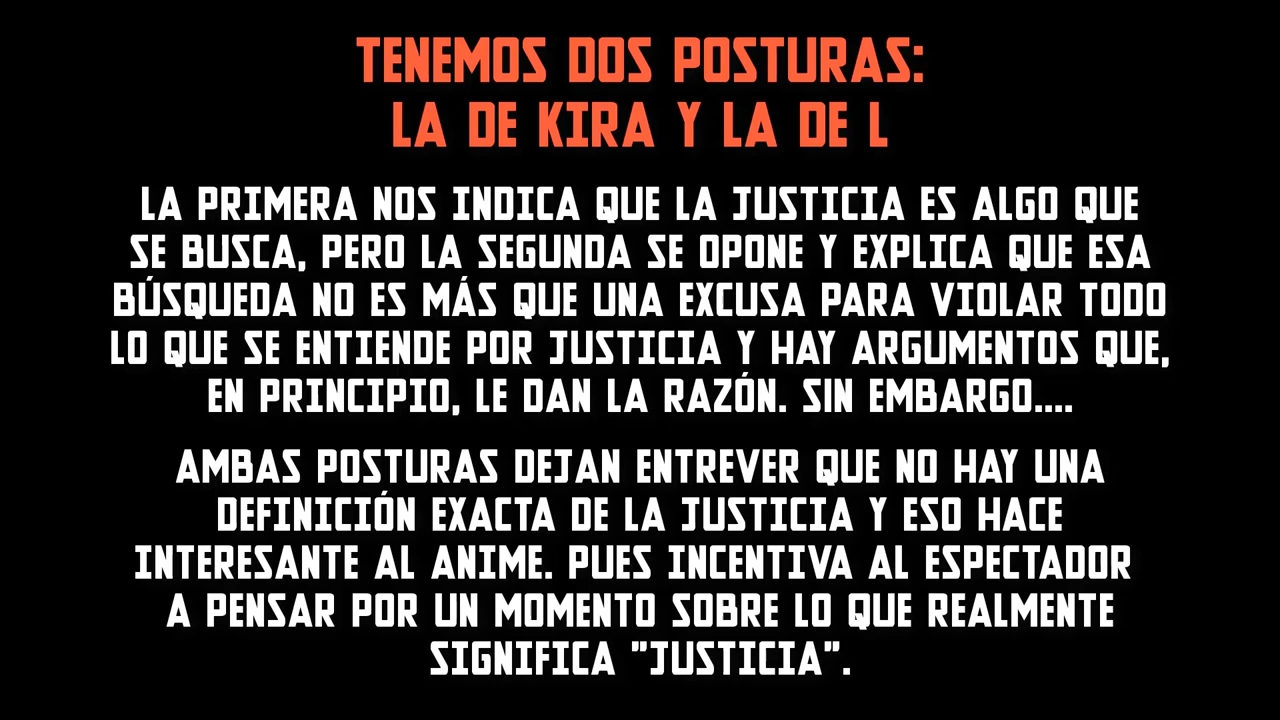 TENEMOS DOS POSTURAS:
LA DE KIRA Y LA DE L
LA PRIMERA NOS INDICA QUE LA JUSTICIA ES ALGO QUE
SE BUSCA, PERO LA SEGUNDA SE OPONE Y EXPLICA QUE ESA
BÚSQUEDA NO ES MÁS QUE UNA EXCUSA PARA VIOLAR TODO
LO QUE SE ENTIENDE POR JUSTICIA Y HAY ARGUMENTOS QUE,
EN PRINCIPIO, LE DAN LA RAZÓN. SIN EMBARGO....
AMBAS POSTURAS DEJAN ENTREVER QUE NO HAY UNA
DEFINICIÓN EXACTA DE LA JUSTICIA Y ESO HACE
INTERESANTE AL ANIME. PUES INCENTIVA AL ESPECTADOR
A PENSAR POR UN MOMENTO SOBRE LO QUE REALMENTE
SIGNIFICA "JUSTICIA".